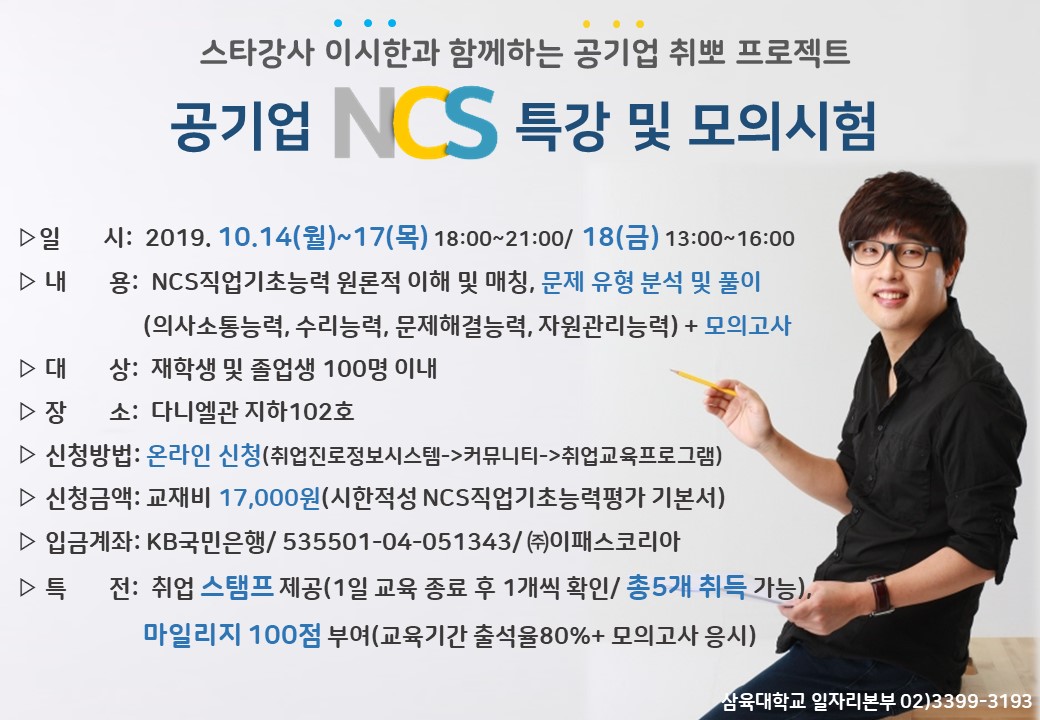 스타강사 이시한과 함께하는 공기업 취뽀 프로젝트
공기업 NCS 특강 및 모의시험
▷일 시: 2019. 10.14(월)~17(목) 18:00~21:00/ 18(금) 13:00~16:00
▷ 내 용: NCS직업기초능력 원론적 이해 및 매칭, 문제 유형 분석 및 풀이
(의사소통능력, 수리능력, 문제해결능력, 자원관리능력) + 모의고사
▷ 대 상: 재학생 및 졸업생 100명 이내
▷ 장 소: 다니엘관 지하102호
▷ 신청방법: 온라인 신청(취업진로정보시스템->커뮤니티->취업교육프로그램)
▷ 신청금액: 교재비 17,000원(시한적성 NCS직업기초능력평가 기본서)
▷ 입금계좌: KB국민은행/ 535501-04-051343/ ㈜이패스코리아
▷ 특 전: 취업 스탬프 제공(1일 교육 종료 후 1개씩 확인/ 총5개 취득 가능),
마일리지 100점 부여(교육기간 출석율80%+ 모의고사 응시)
삼육대학교 일자리본부 02)3399-3193